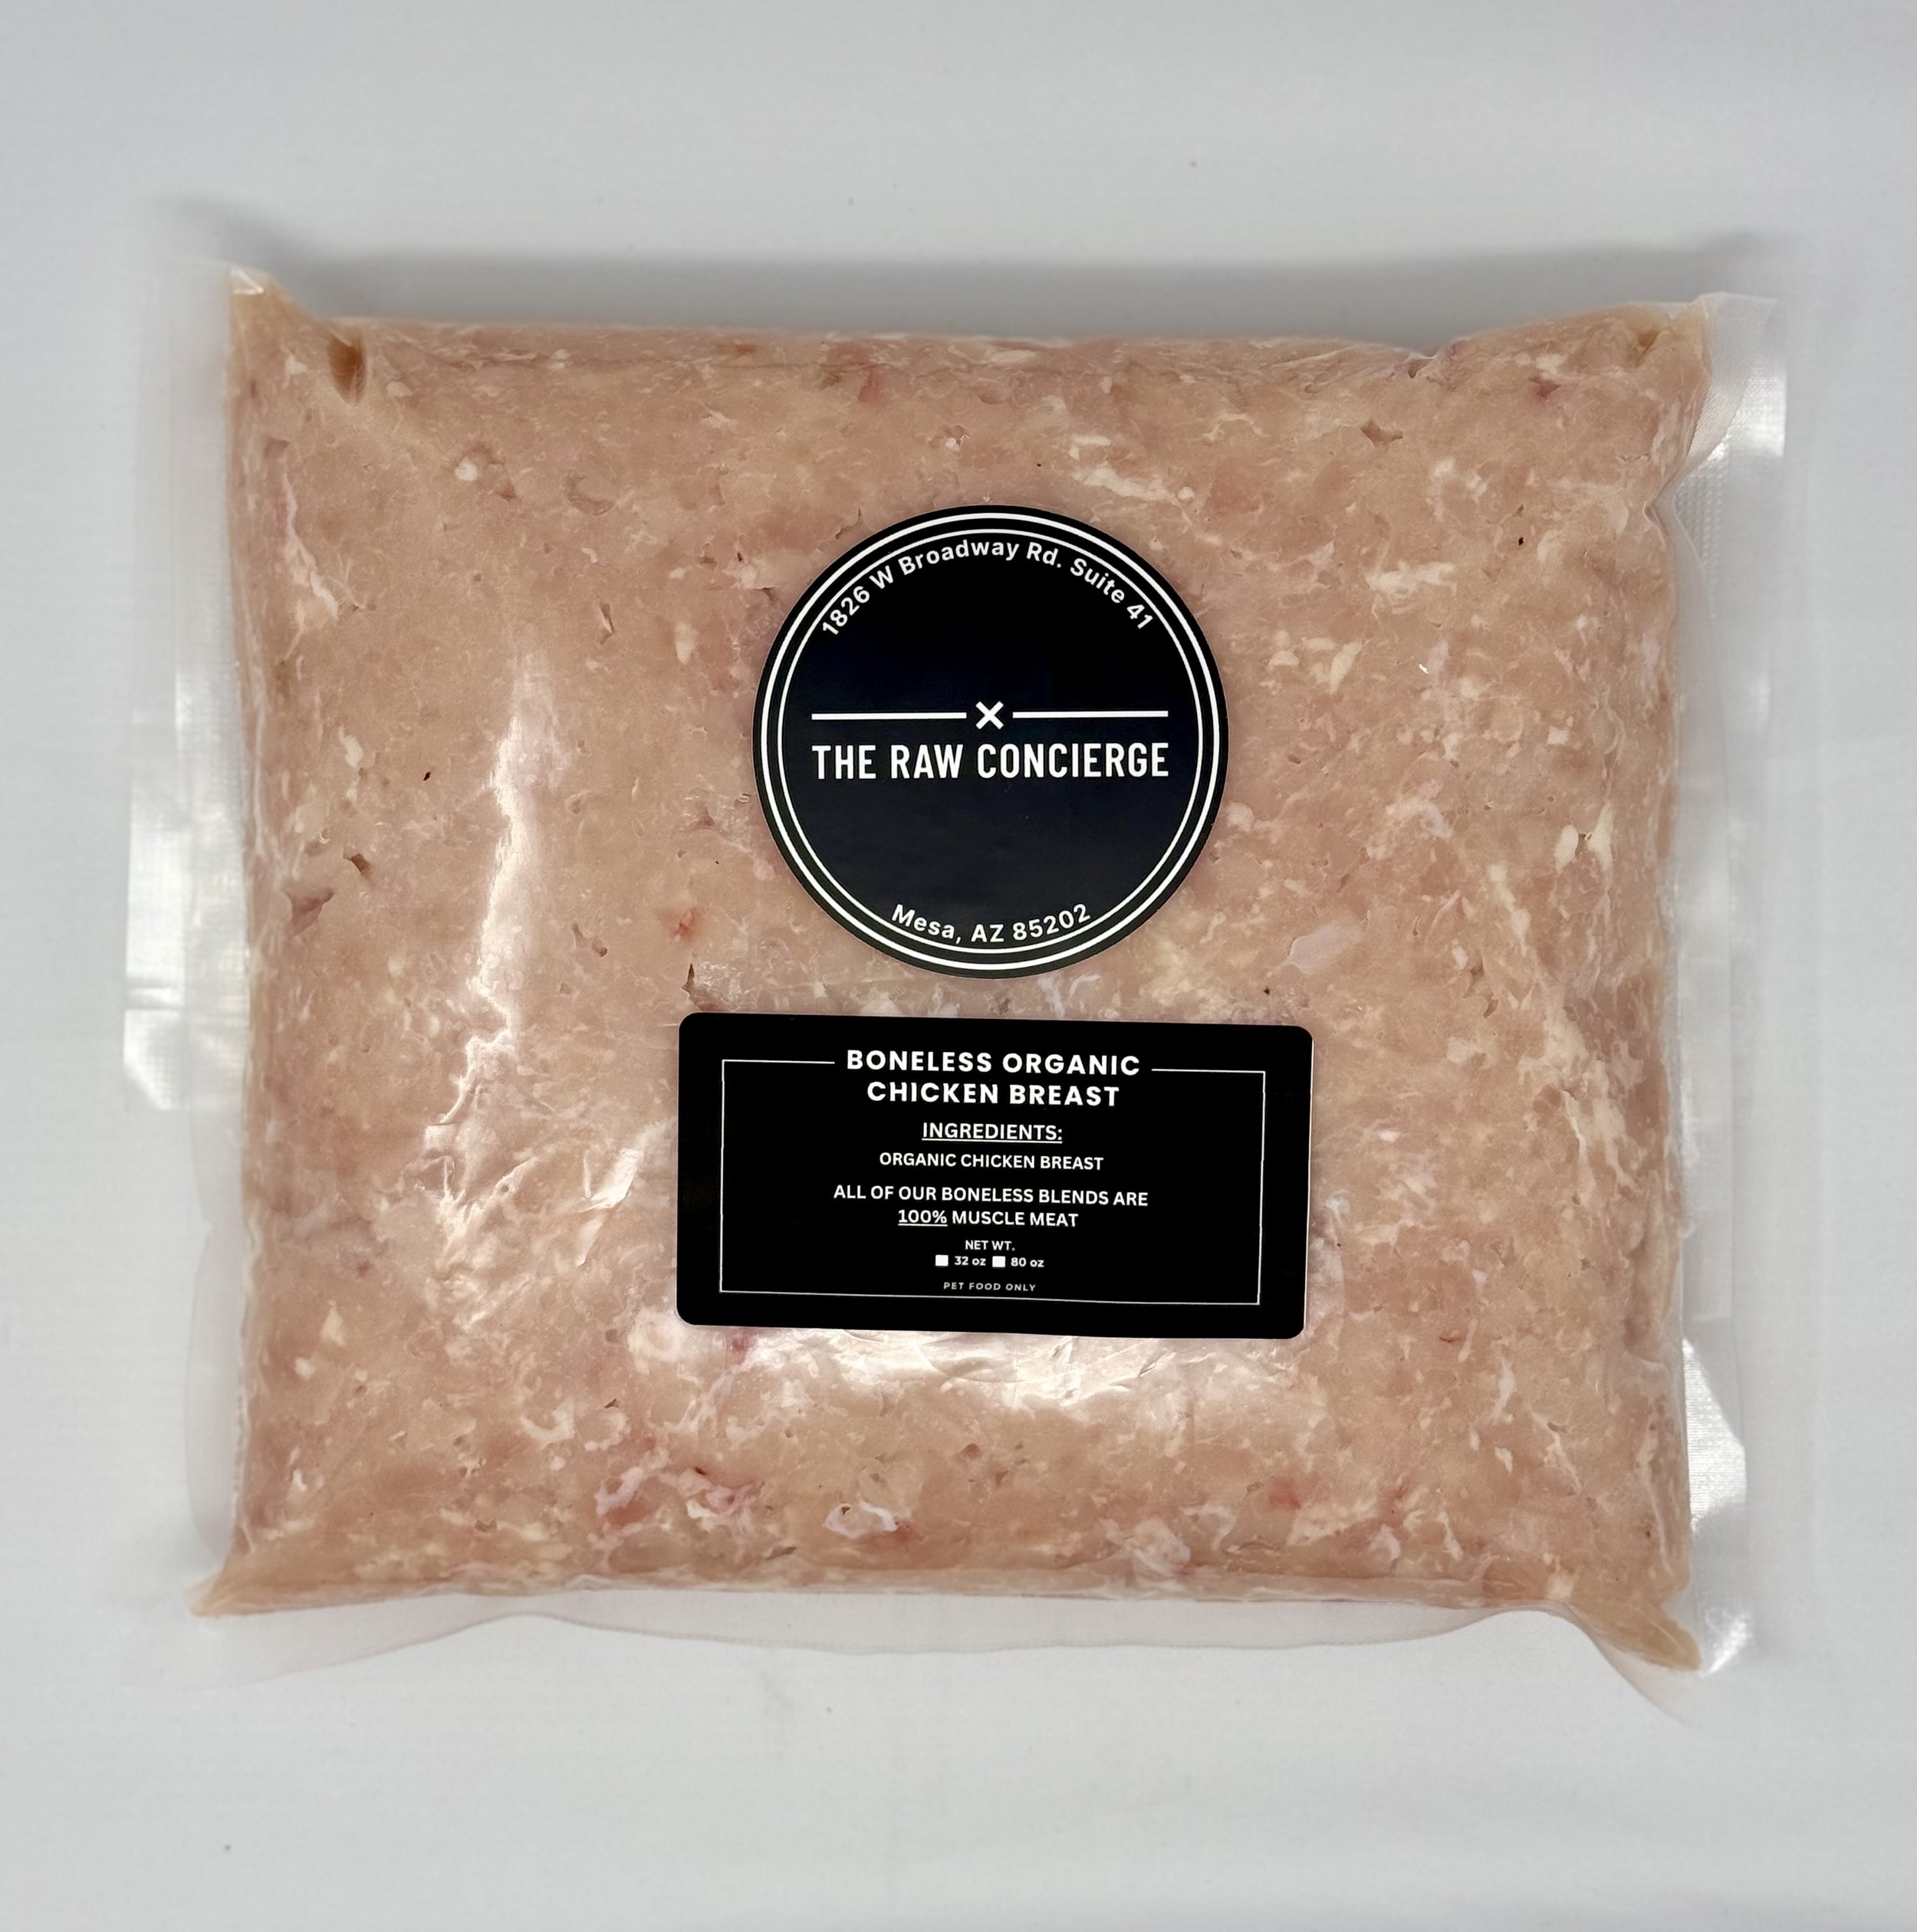 1826 W Broadway Rd. Suite 41
THE RAW CONCIERGE
Mesa, AZ 85202
BONELESS ORGANIC
CHICKEN BREAST
INGREDIENTS:
ORGANIC CHICKEN BREAST
ALL OF OUR BONELESS BLENDS ARE
100% MUSCLE MEAT
NET WT.
32 oz 80 oz
PET FOOD ONLY